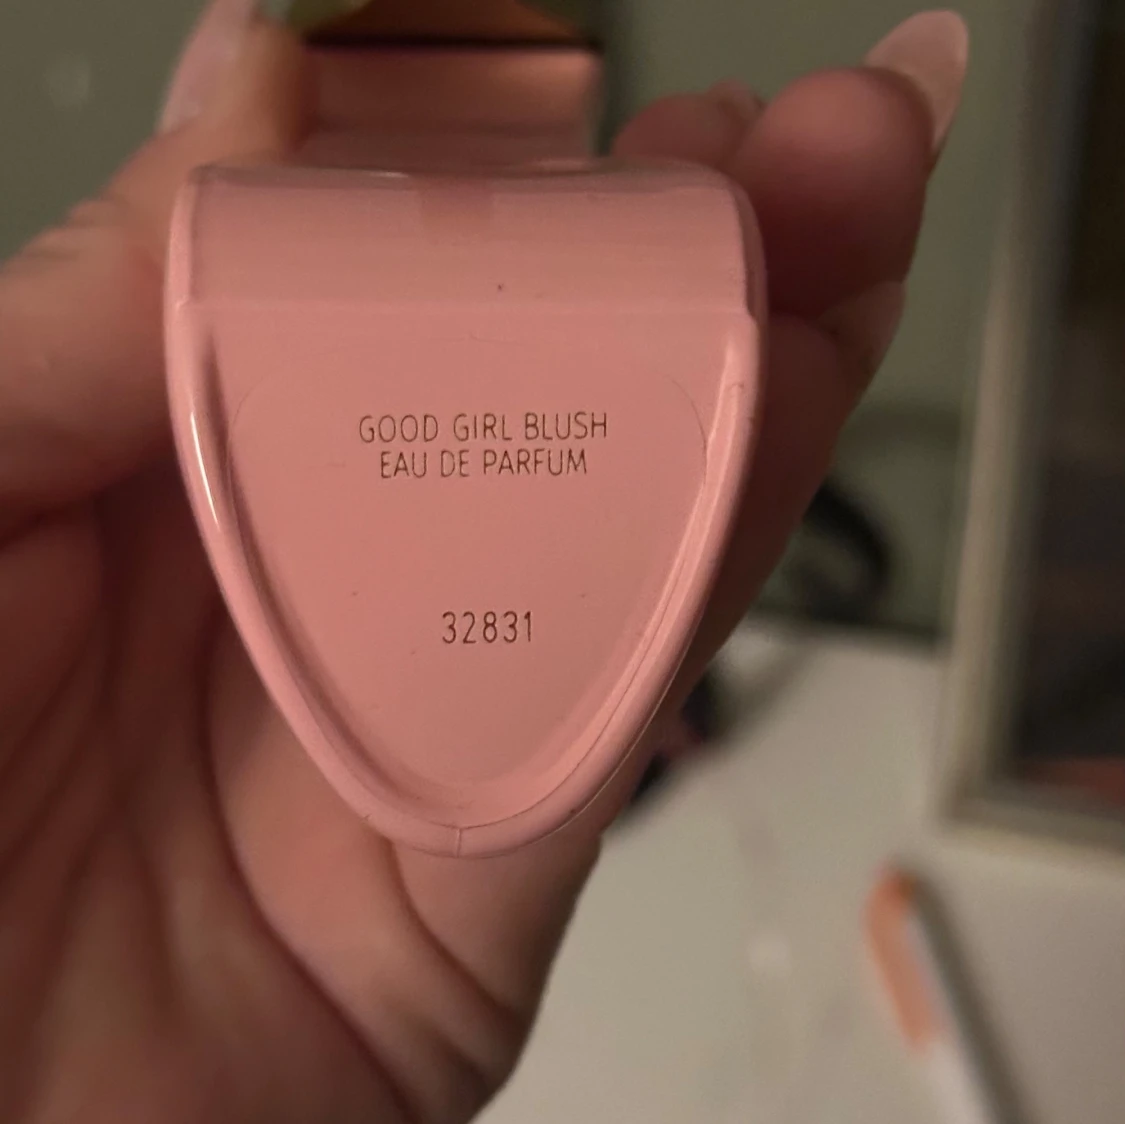 GOOD GIRL BLUSH
EAU DE PARFUM
32831